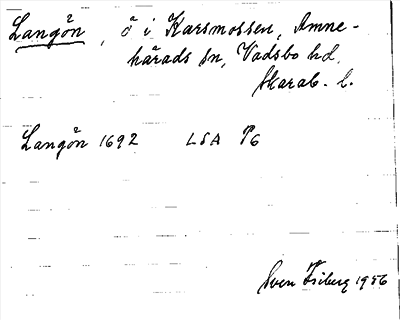 Langön, ö i Karsmossen, Amne-
härads sn, Vadsbo hd,
Skarab. l.
Langön 1692 LSA P6
Sven Friberg 1956